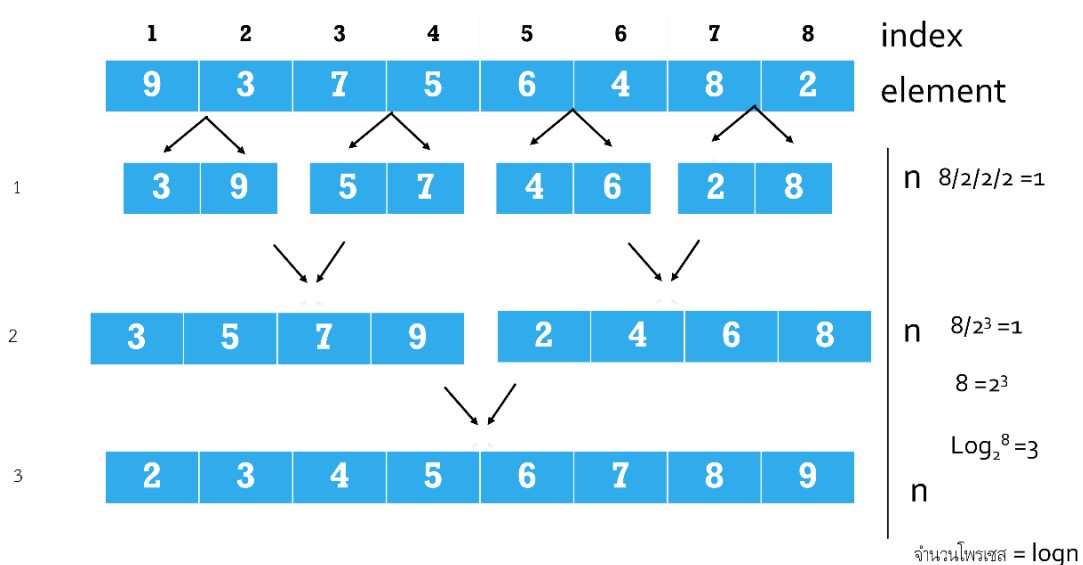 1 2 3 4 5 6 7 8 index
9 3 7 5 6 4 8 2 element
1 3 9 5 7 4 6 2 8 n 8/2/2/2 =1
2 3 5 7 9 2 4 6 8 n 8/2³ =1
8 =2³
Log₂⁸ =3
3 2 3 4 5 6 7 8 9 n
จำนวนโพรเซส = logn